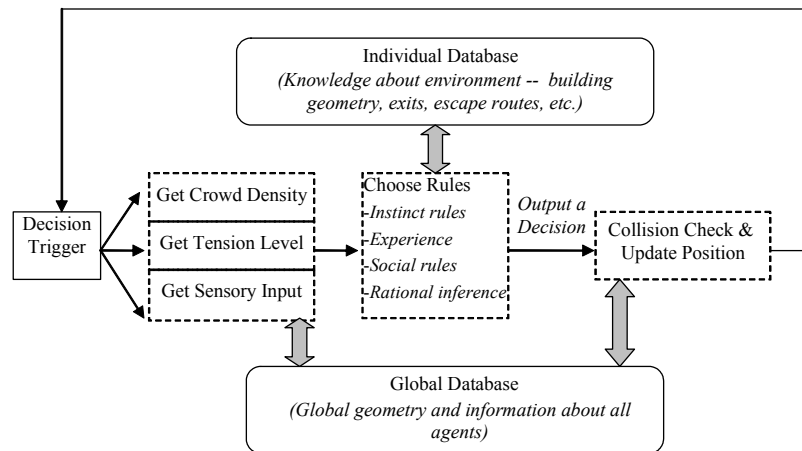 Individual Database
(Knowledge about environment -- building
geometry, exits, escape routes, etc.)
Decision
Trigger
Get Crowd Density
Get Tension Level
Get Sensory Input
Choose Rules
-Instinct rules
-Experience
-Social rules
-Rational inference
Output a
Decision
Collision Check &
Update Position
Global Database
(Global geometry and information about all
agents)